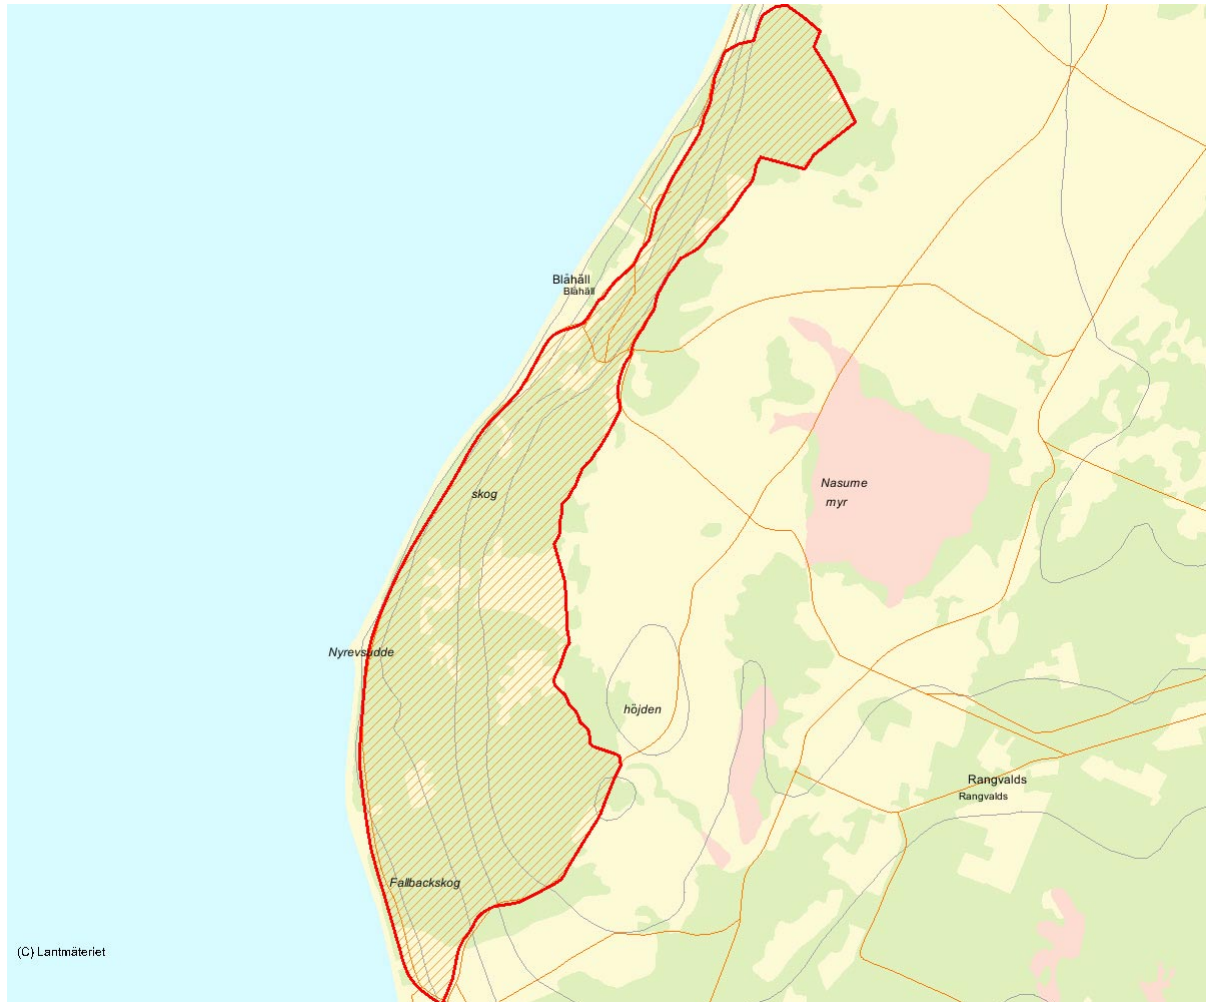 Blåhäll
Blåhäll
skog
Nasume
myr
Nyrevsudde
höjden
Rangvalds
Rangvalds
Fallbackskog
(C) Lantmäteriet